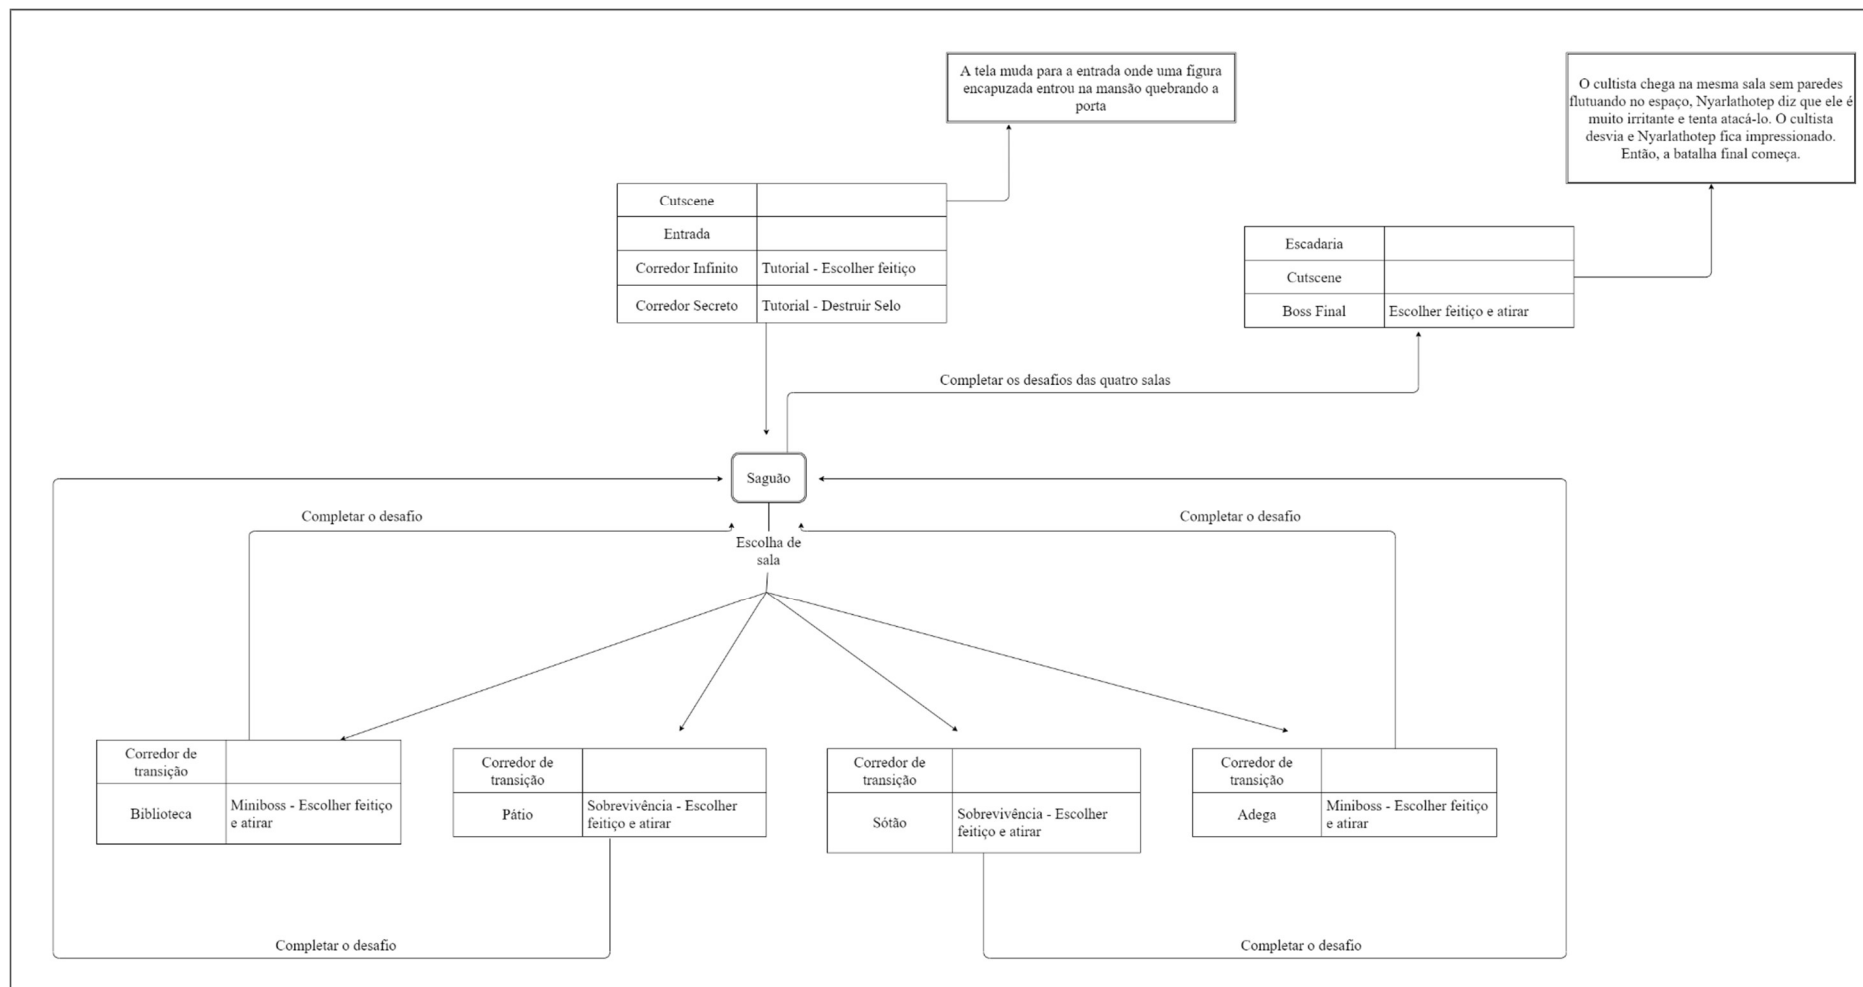 A tela muda para a entrada onde uma figura
encapuzada entrou na mansão quebrando a
porta
O cultista chega na mesma sala sem paredes
flutuando no espaço, Nyarlathotep diz que ele é
muito irritante e tenta atacá-lo. O cultista
desvia e Nyarlathotep fica impressionado.
Então, a batalha final começa.
Cutscene
Entrada
Corredor Infinito
Tutorial - Escolher feitiço
Corredor Secreto
Tutorial - Destruir Selo
Escadaria
Cutscene
Boss Final
Escolher feitiço e atirar
Completar os desafios das quatro salas
Saguão
Completar o desafio
Completar o desafio
Escolha de
sala
Corredor de
transição
Biblioteca
Miniboss - Escolher feitiço
e atirar
Corredor de
transição
Pátio
Sobrevivência - Escolher
feitiço e atirar
Corredor de
transição
Sótão
Sobrevivência - Escolher
feitiço e atirar
Corredor de
transição
Adega
Miniboss - Escolher feitiço
e atirar
Completar o desafio
Completar o desafio